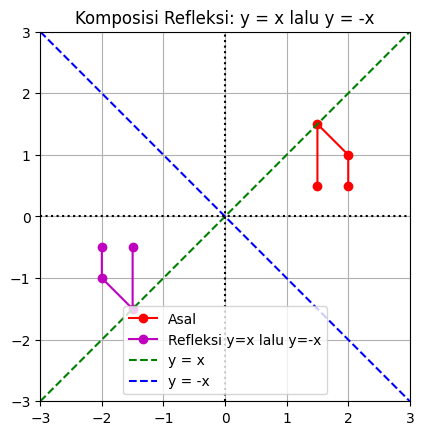 Komposisi Refleksi: y = x lalu y = -x
3
2
1
0
−1
−2
−3
−3
−2
−1
0
1
2
3
Asal
Refleksi y=x lalu y=-x
y = x
y = -x